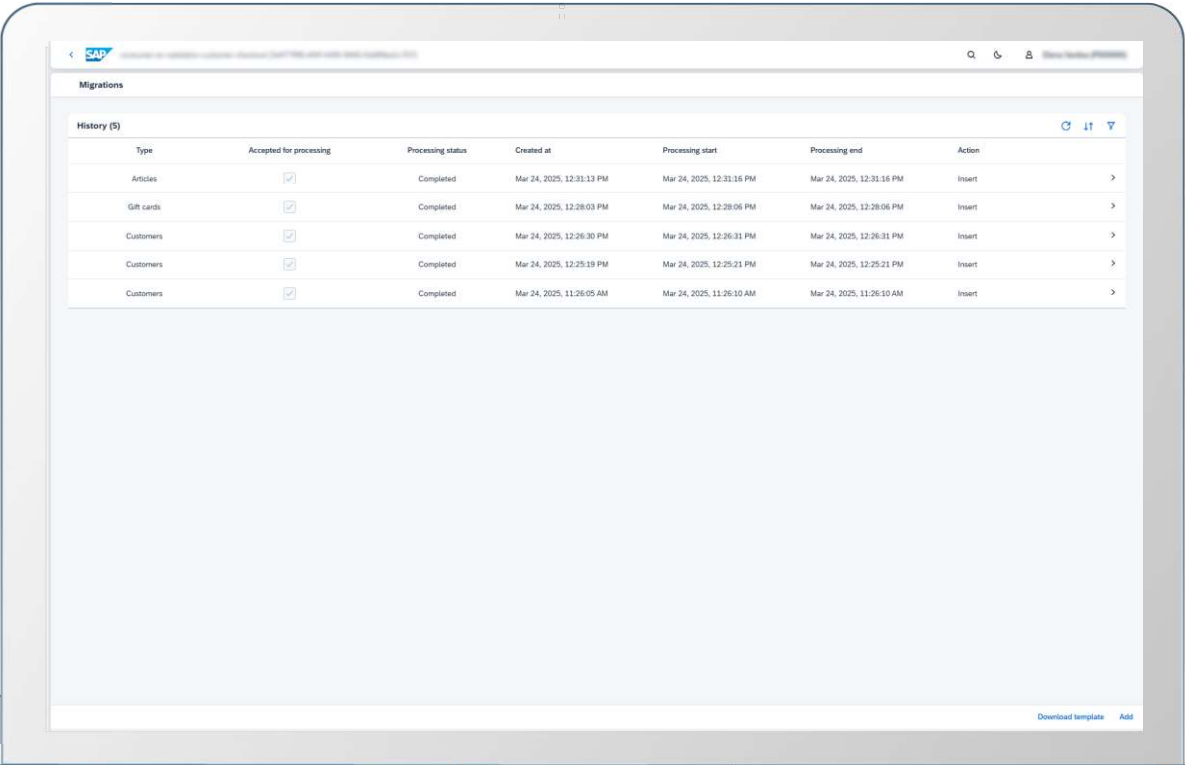 SAP
Migrations
History (5)
Type Accepted for processing Processing status Created at Processing start Processing end Action
Articles Completed Mar 24, 2025, 12:31:13 PM Mar 24, 2025, 12:31:16 PM Mar 24, 2025, 12:31:16 PM Insert
Gift cards Completed Mar 24, 2025, 12:28:03 PM Mar 24, 2025, 12:28:06 PM Mar 24, 2025, 12:28:06 PM Insert
Customers Completed Mar 24, 2025, 12:26:30 PM Mar 24, 2025, 12:26:31 PM Mar 24, 2025, 12:26:31 PM Insert
Customers Completed Mar 24, 2025, 12:25:19 PM Mar 24, 2025, 12:25:21 PM Mar 24, 2025, 12:25:21 PM Insert
Customers Completed Mar 24, 2025, 11:26:05 AM Mar 24, 2025, 11:26:10 AM Mar 24, 2025, 11:26:10 AM Insert
Download template Add